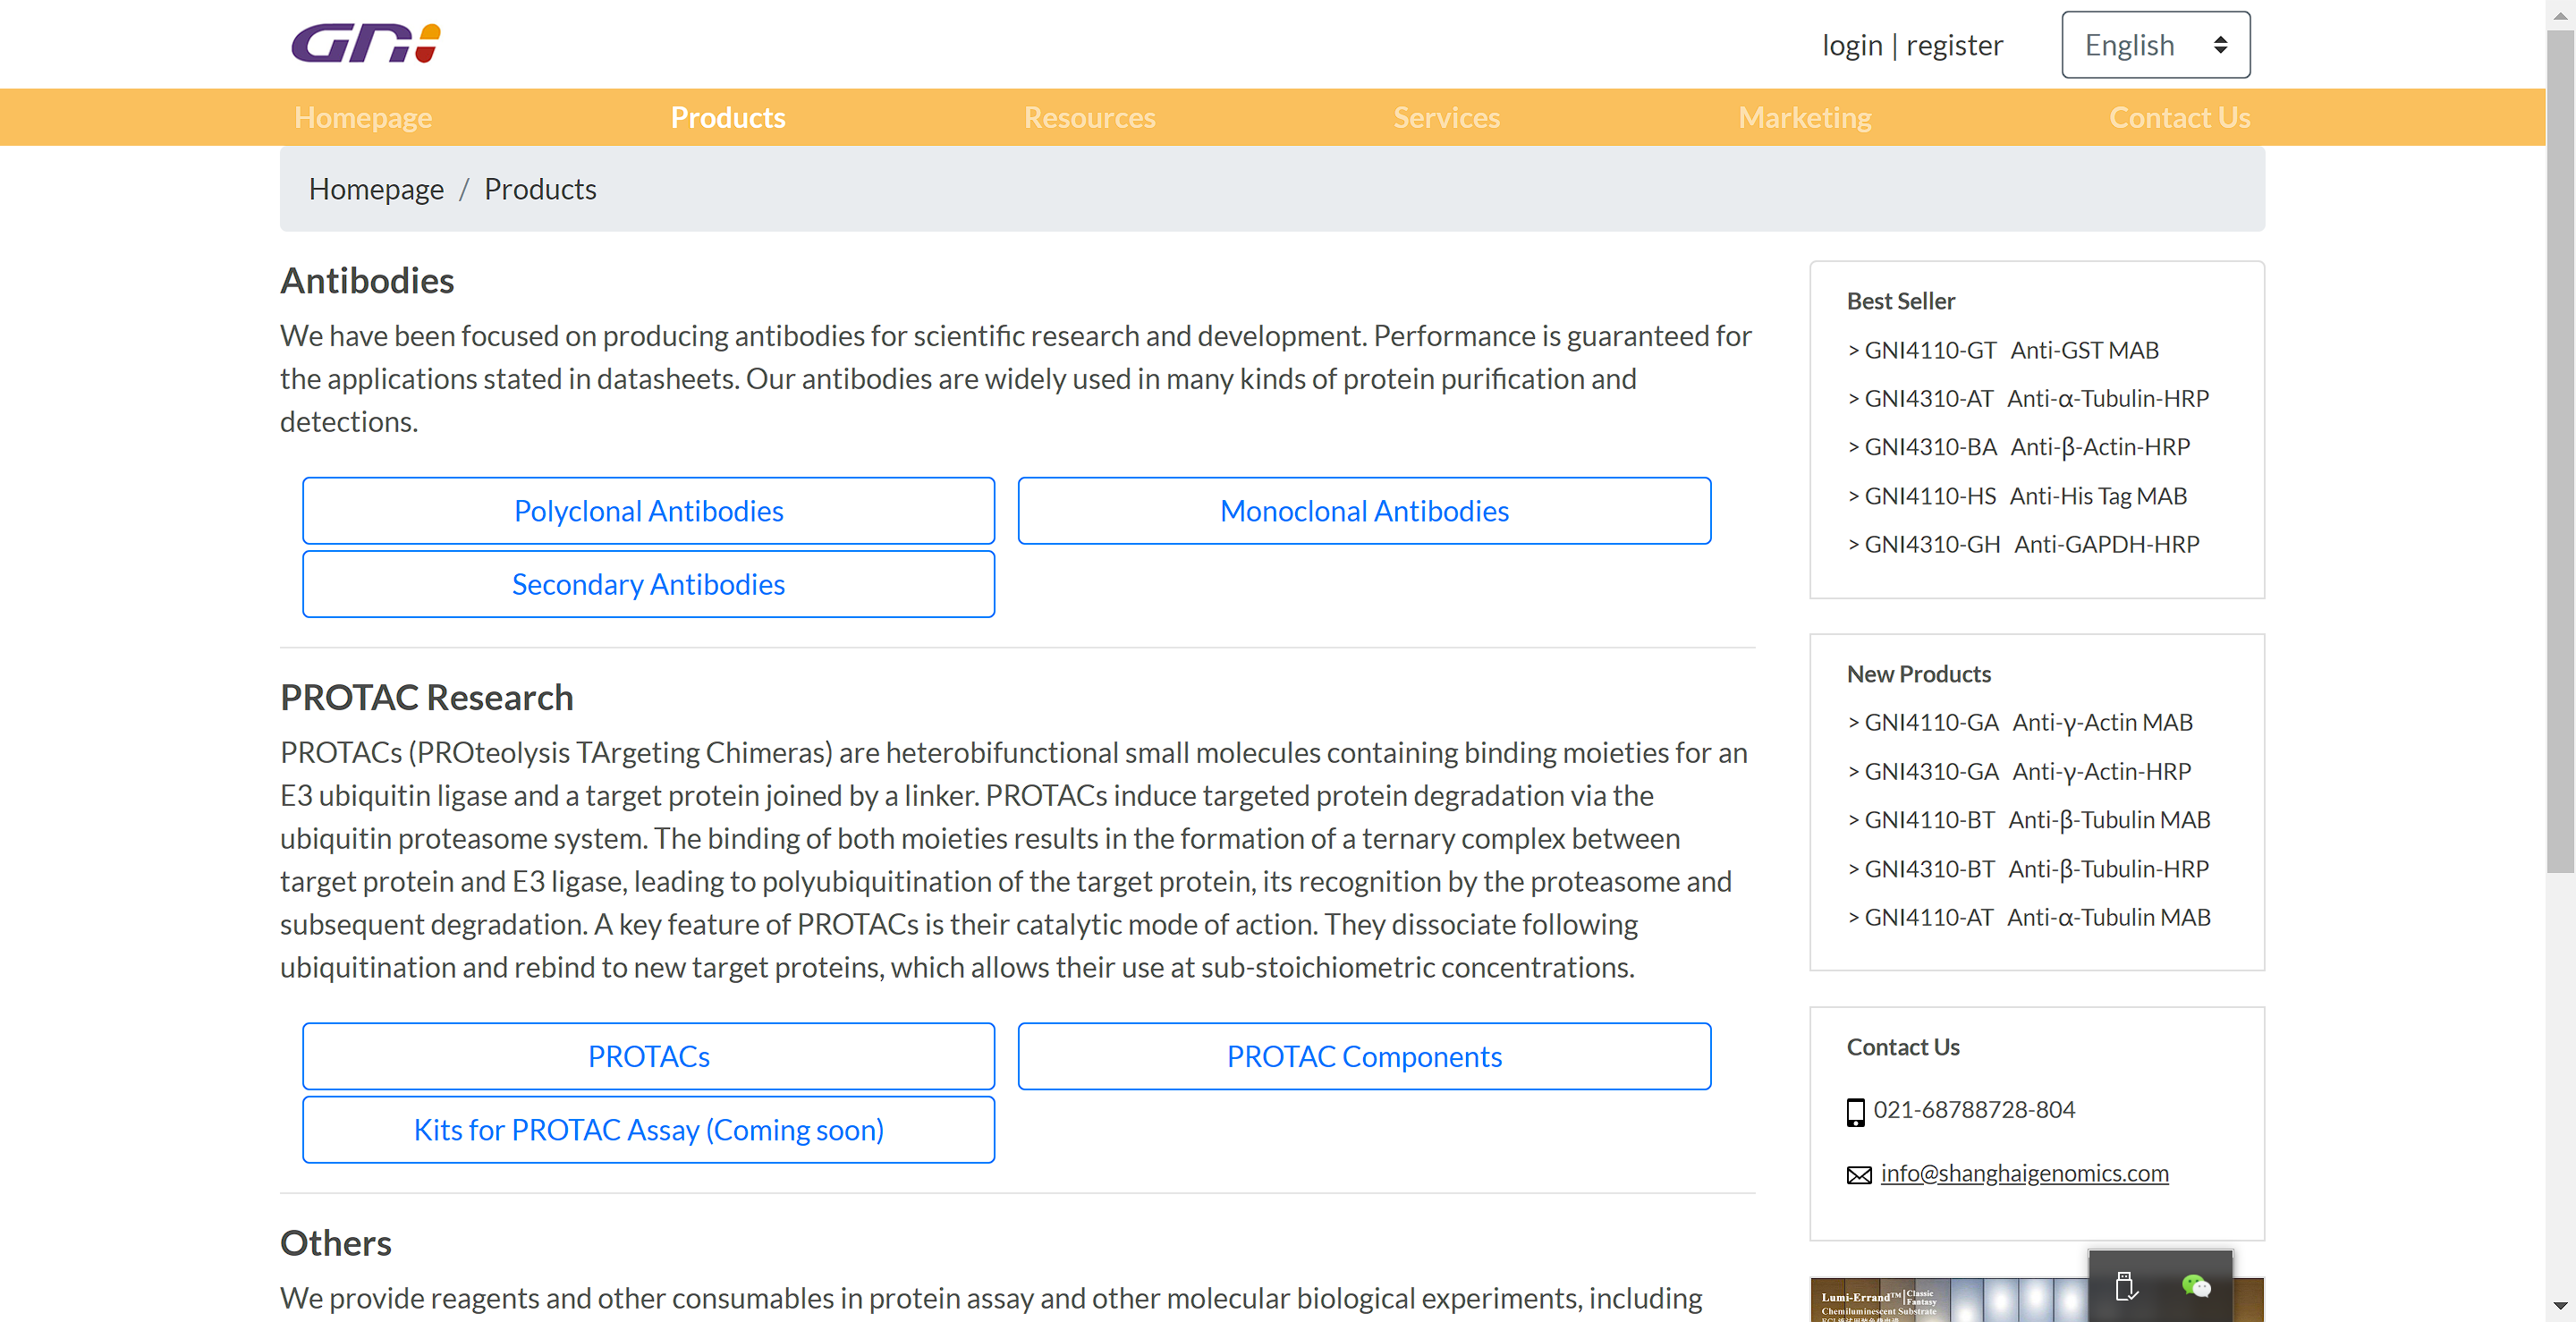 GNI
login | register
English
Homepage
Products
Resources
Services
Marketing
Contact Us
Homepage / Products
Antibodies
We have been focused on producing antibodies for scientific research and development. Performance is guaranteed for
the applications stated in datasheets. Our antibodies are widely used in many kinds of protein purification and
detections.
Polyclonal Antibodies
Monoclonal Antibodies
Secondary Antibodies
PROTAC Research
PROTACs (PROteolysis TArgeting Chimeras) are heterobifunctional small molecules containing binding moieties for an
E3 ubiquitin ligase and a target protein joined by a linker. PROTACs induce targeted protein degradation via the
ubiquitin proteasome system. The binding of both moieties results in the formation of a ternary complex between
target protein and E3 ligase, leading to polyubiquitination of the target protein, its recognition by the proteasome and
subsequent degradation. A key feature of PROTACs is their catalytic mode of action. They dissociate following
ubiquitination and rebind to new target proteins, which allows their use at sub-stoichiometric concentrations.
PROTACs
PROTAC Components
Kits for PROTAC Assay (Coming soon)
Others
We provide reagents and other consumables in protein assay and other molecular biological experiments, including
Best Seller
> GNI4110-GT Anti-GST MAB
> GNI4310-AT Anti-α-Tubulin-HRP
> GNI4310-BA Anti-β-Actin-HRP
> GNI4110-HS Anti-His Tag MAB
> GNI4310-GH Anti-GAPDH-HRP
New Products
> GNI4110-GA Anti-γ-Actin MAB
> GNI4310-GA Anti-γ-Actin-HRP
> GNI4110-BT Anti-β-Tubulin MAB
> GNI4310-BT Anti-β-Tubulin-HRP
> GNI4110-AT Anti-α-Tubulin MAB
Contact Us
021-68788728-804
info@shanghaigenomics.com
Lumi-Errand™ | Classic Fantasy
Chemiluminescent Substrate